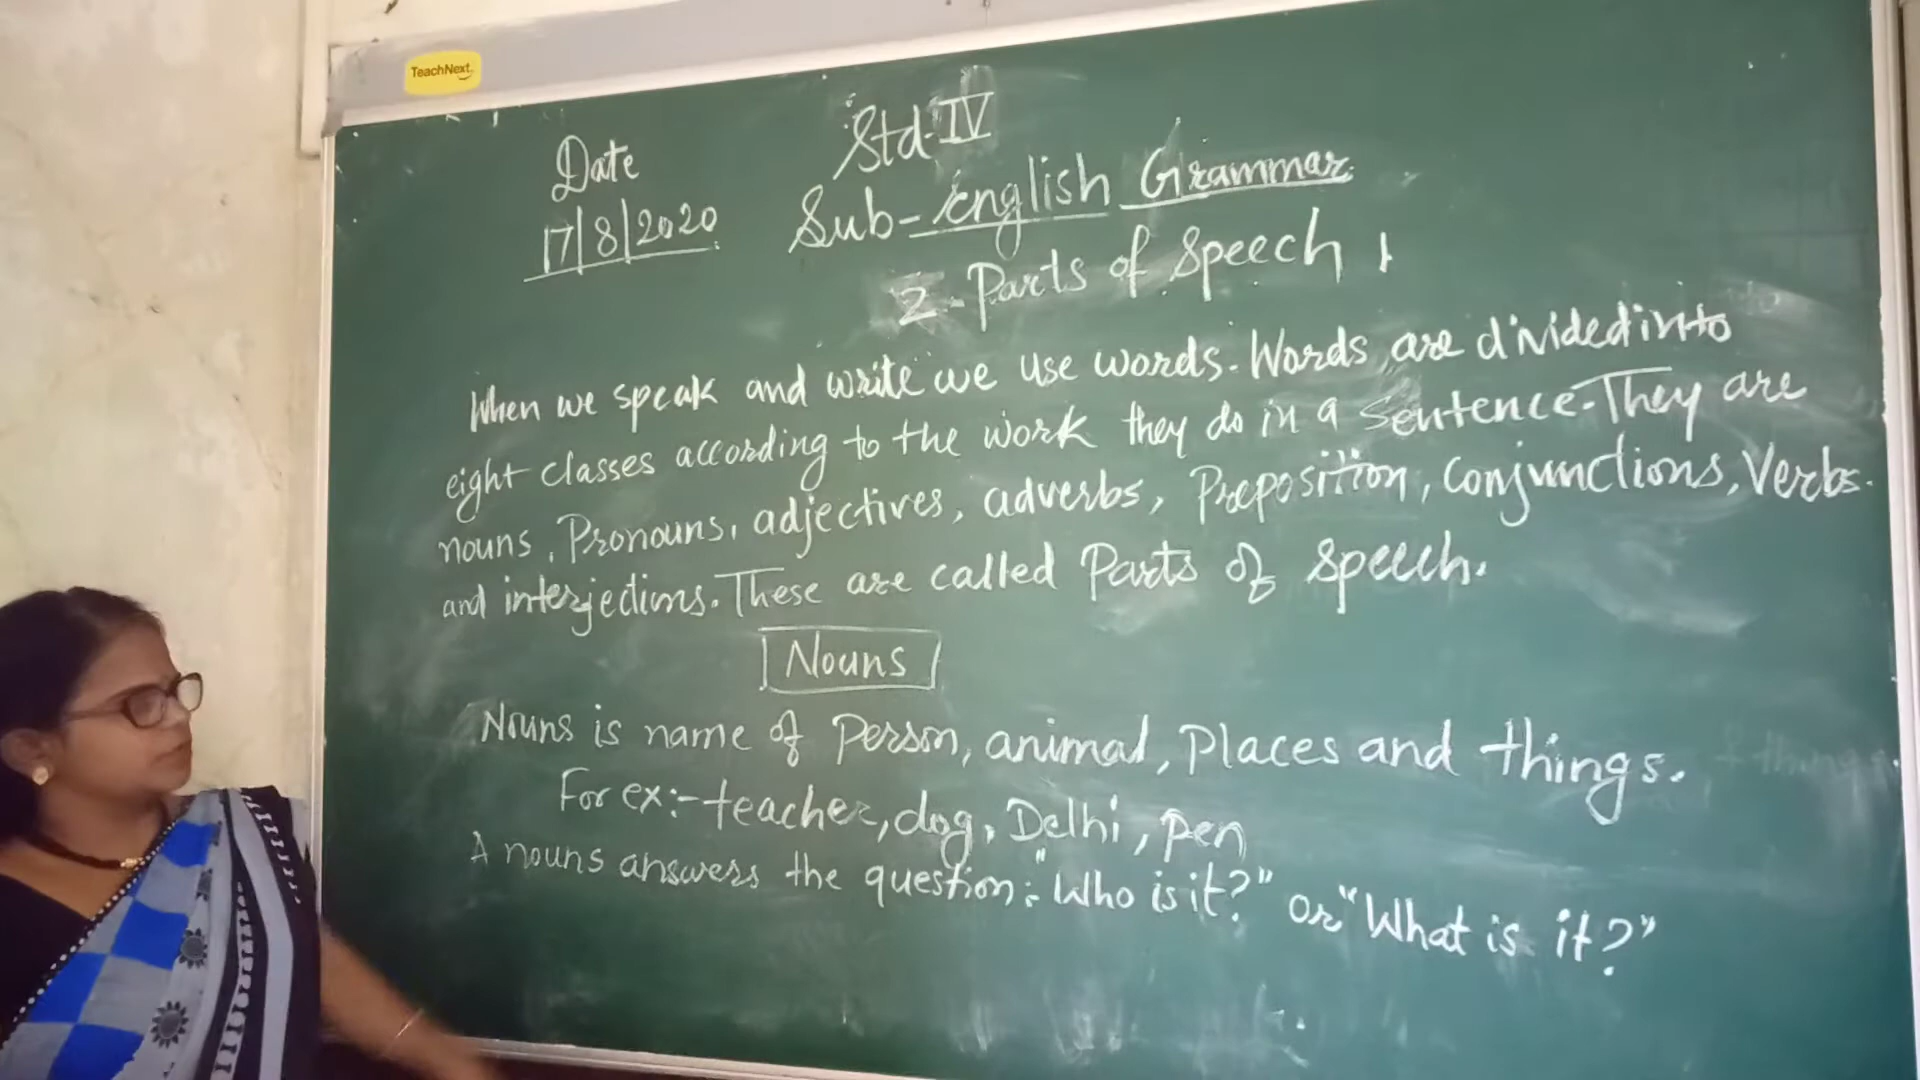 TeachNext
Std-IV
Date
17/8/2020
Sub-English Grammar
2-Parts of Speech
When we speak and write we use words. Words are divided into
eight classes according to the work they do in a sentence. They are
nouns, Pronouns, adjectives, adverbs, Preposition, Conjunctions, Verbs.
and interjections. These are called Parts of speech.
Nouns
Nouns is name of Person, animal, Places and things.
For ex:- teacher, dog, Delhi, pen
A nouns answers the question: "Who is it?" or "What is it?"